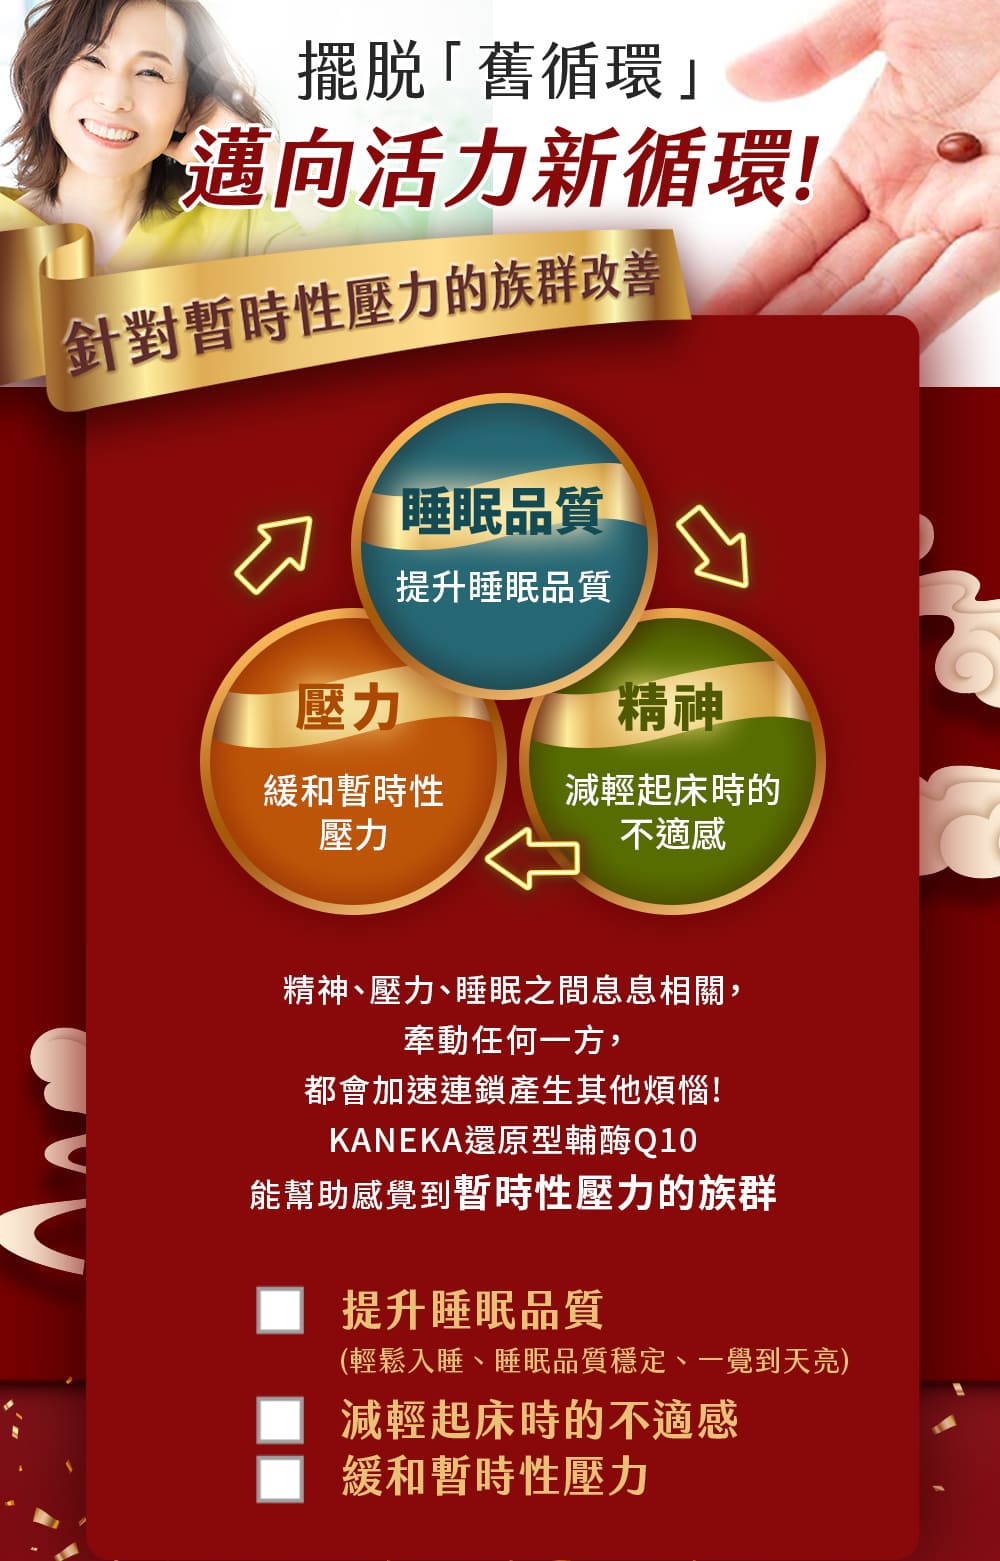 擺脫「舊循環」
邁向活力新循環!
針對暫時性壓力的族群改善
睡眠品質
提升睡眠品質
壓力
緩和暫時性
壓力
精神
減輕起床時的
不適感
精神、壓力、睡眠之間息息相關，
牽動任何一方，
都會加速連鎖產生其他煩惱!
KANEKA還原型輔酶Q10
能幫助感覺到暫時性壓力的族群
提升睡眠品質
(輕鬆入睡、睡眠品質穩定、一覺到天亮)
減輕起床時的不適感
緩和暫時性壓力